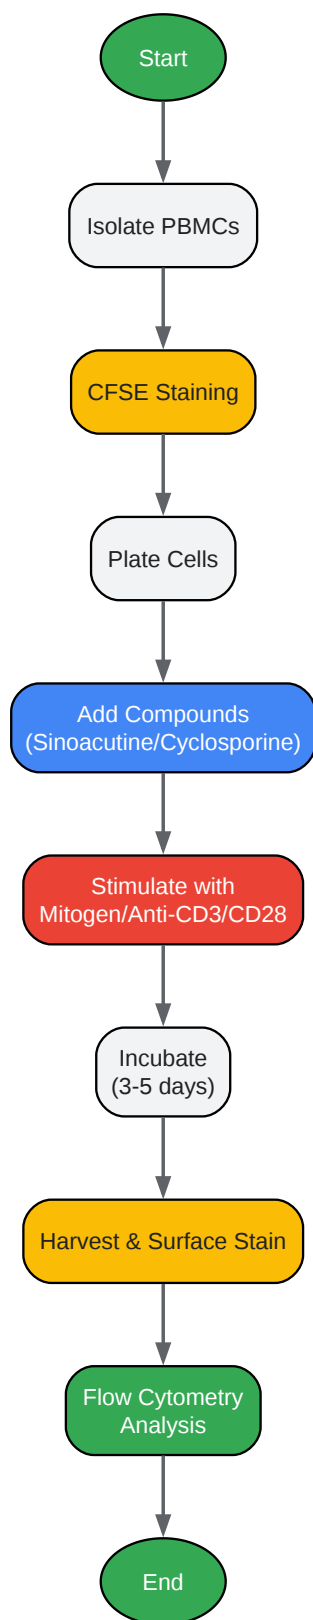 Start
Isolate PBMCs
CFSE Staining
Plate Cells
Add Compounds
(Sinoacutine/Cyclosporine)
Stimulate with
Mitogen/Anti-CD3/CD28
Incubate
(3-5 days)
Harvest & Surface Stain
Flow Cytometry
Analysis
End